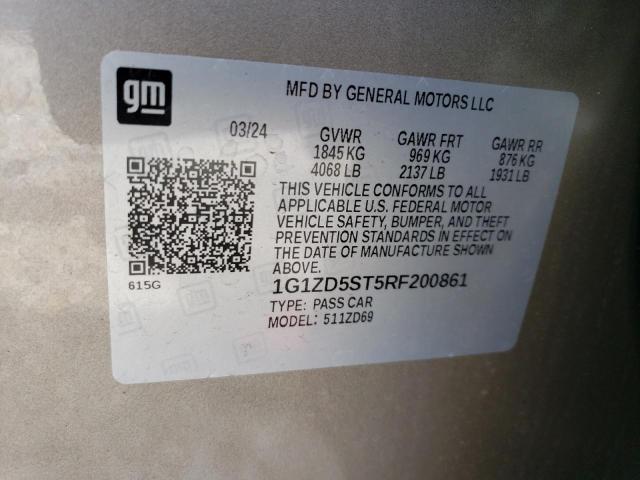 gm
MFD BY GENERAL MOTORS LLC
03/24 GVWR GAWR FRT GAWR RR
1845 KG 969 KG 876 KG
4068 LB 2137 LB 1931 LB
THIS VEHICLE CONFORMS TO ALL
APPLICABLE U.S. FEDERAL MOTOR
VEHICLE SAFETY, BUMPER, AND THEFT
PREVENTION STANDARDS IN EFFECT ON
THE DATE OF MANUFACTURE SHOWN
ABOVE.
615G
1G1ZD5ST5RF200861
TYPE: PASS CAR
MODEL: 511ZD69